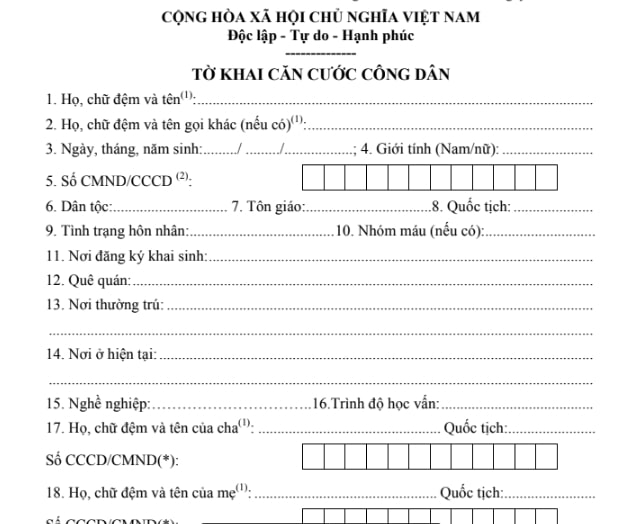 CỘNG HÒA XÃ HỘI CHỦ NGHĨA VIỆT NAM
Độc lập - Tự do - Hạnh phúc
--------------
TỜ KHAI CĂN CƯỚC CÔNG DÂN
1. Họ, chữ đệm và tên(1):
2. Họ, chữ đệm và tên gọi khác (nếu có)(1):
3. Ngày, tháng, năm sinh:........./ ........./..................; 4. Giới tính (Nam/nữ):
5. Số CMND/CCCD (2):
6. Dân tộc: 7. Tôn giáo: 8. Quốc tịch:
9. Tình trạng hôn nhân: 10. Nhóm máu (nếu có):
11. Nơi đăng ký khai sinh:
12. Quê quán:
13. Nơi thường trú:
14. Nơi ở hiện tại:
15. Nghề nghiệp: 16.Trình độ học vấn:
17. Họ, chữ đệm và tên của cha(1): Quốc tịch:
Số CCCD/CMND(*):
18. Họ, chữ đệm và tên của mẹ(1): Quốc tịch:
Số CCCD/CMND(*):